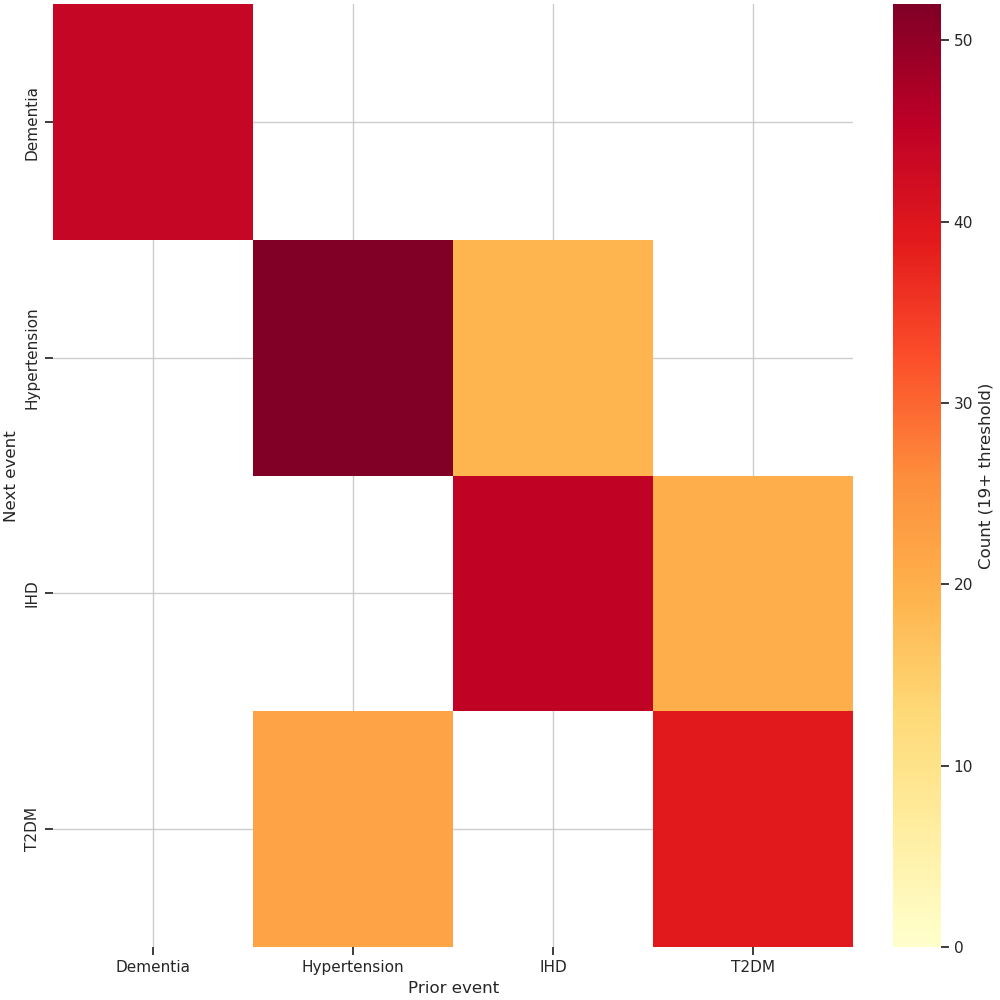 Next event
Dementia
Hypertension
IHD
T2DM
Dementia
Hypertension
IHD
T2DM
Prior event
50
40
30
20
10
0
Count (19+ threshold)